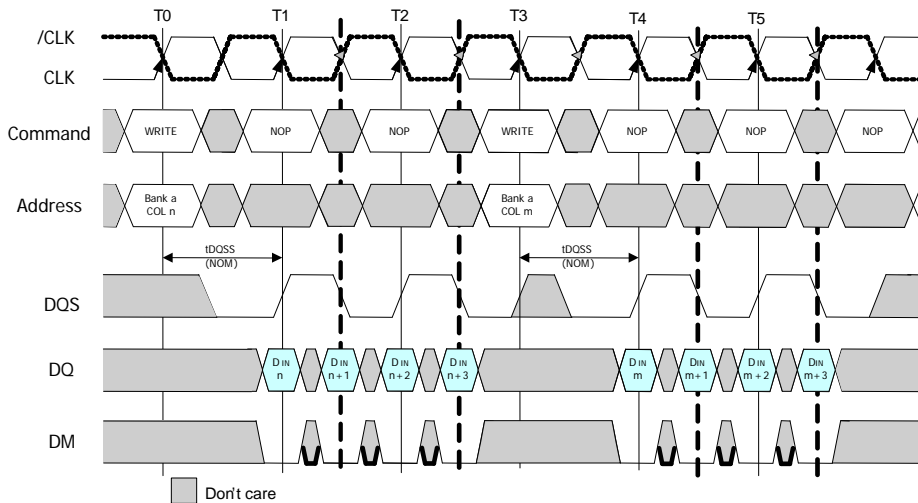 T0 T1 T2 T3 T4 T5
/CLK
CLK
Command WRITE NOP NOP WRITE NOP NOP NOP
Address Bank a COL n Bank a COL m
tDQSS (NOM) tDQSS (NOM)
DQS
DQ D IN n D IN n+1 D IN n+2 D IN n+3 D IN m D IN m+1 D IN m+2 DIN m+3
DM
Don't care